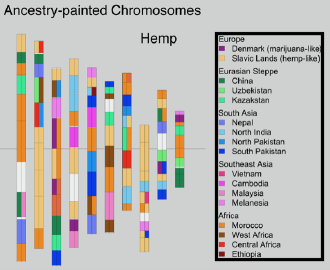 Ancestry-painted Chromosomes
Hemp
Europe
Denmark (marijuana-like)
Slavic Lands (hemp-like)
Eurasian Steppe
China
Uzbekistan
Kazakstan
South Asia
Nepal
North India
North Pakistan
South Pakistan
Southeast Asia
Vietnam
Cambodia
Malaysia
Melanesia
Africa
Morocco
West Africa
Central Africa
Ethiopia